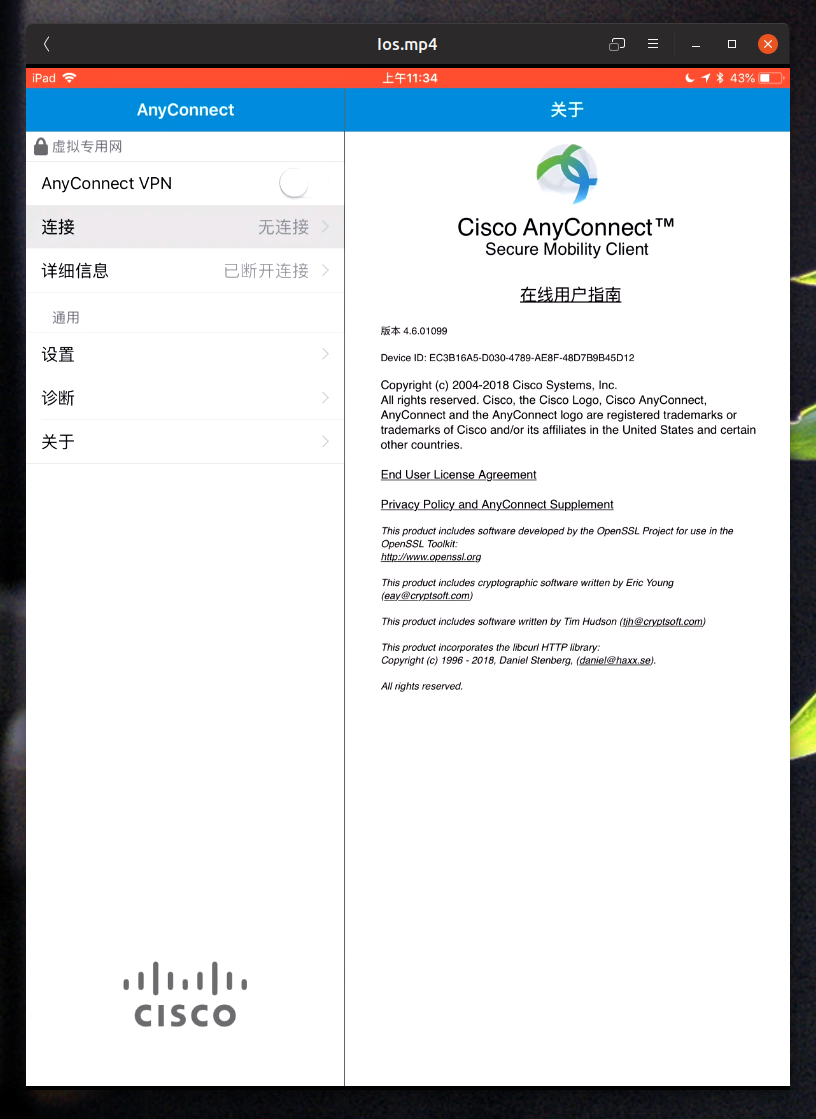 Ios.mp4
iPad
上午11:34
43%
AnyConnect
虚拟专用网
AnyConnect VPN
连接
无连接
详细信息
已断开连接
通用
设置
诊断
关于
CISCO
关于
Cisco AnyConnect™
Secure Mobility Client
在线用户指南
版本 4.6.01099
Device ID: EC3B16A5-D030-4789-AE8F-48D7B9B45D12
Copyright (c) 2004-2018 Cisco Systems, Inc.
All rights reserved. Cisco, the Cisco Logo, Cisco AnyConnect,
AnyConnect and the AnyConnect logo are registered trademarks or
trademarks of Cisco and/or its affiliates in the United States and certain
other countries.
End User License Agreement
Privacy Policy and AnyConnect Supplement
This product includes software developed by the OpenSSL Project for use in the
OpenSSL Toolkit:
http://www.openssl.org
This product includes cryptographic software written by Eric Young
(eay@cryptsoft.com)
This product includes software written by Tim Hudson (tjh@cryptsoft.com)
This product incorporates the libcurl HTTP library:
Copyright (c) 1996 - 2018, Daniel Stenberg, (daniel@haxx.se).
All rights reserved.